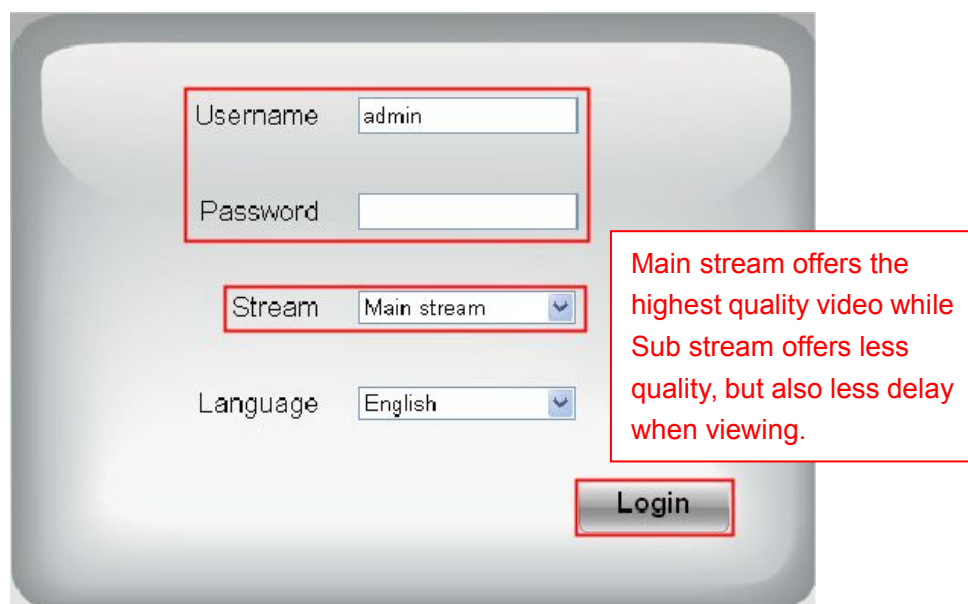 Username admin
Password
Stream Main stream
Language English
Login
Main stream offers the
highest quality video while
Sub stream offers less
quality, but also less delay
when viewing.